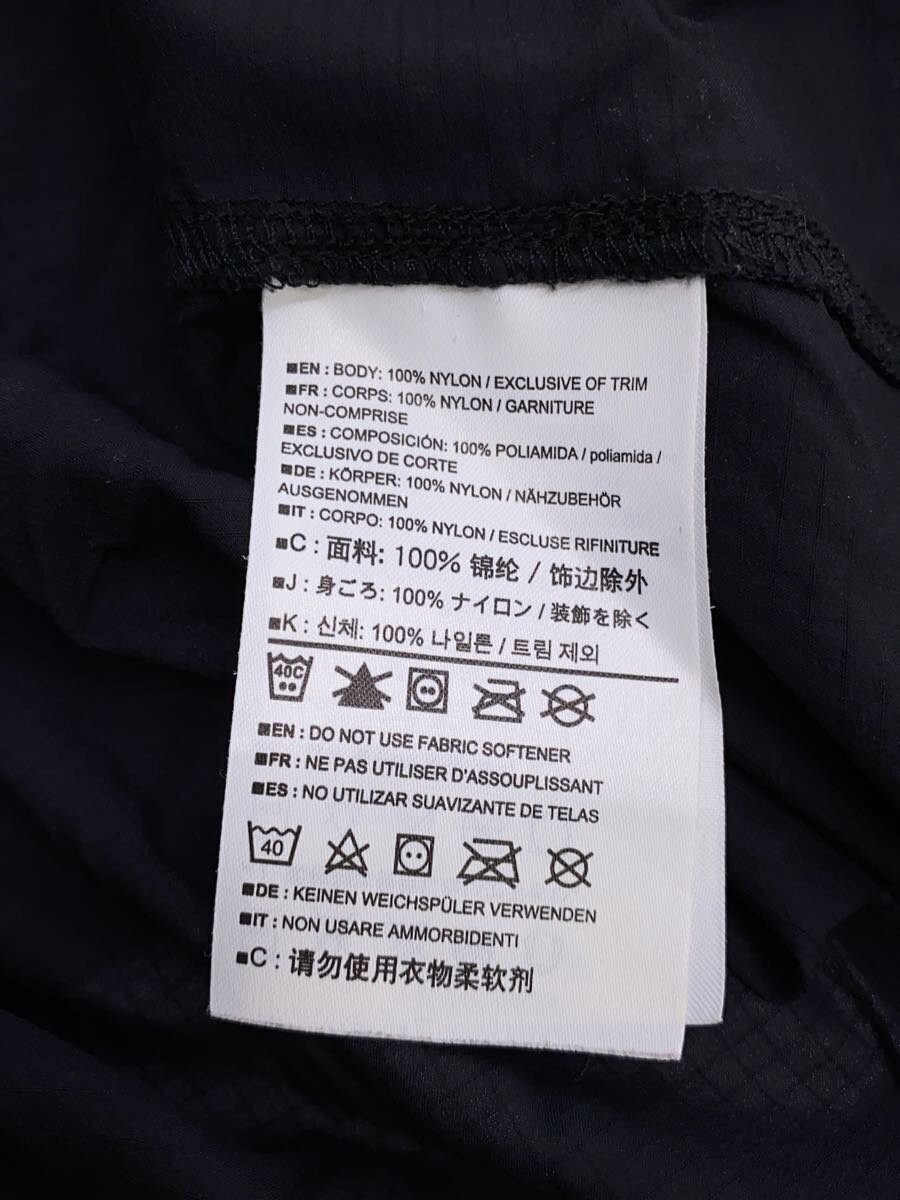 EN : BODY: 100% NYLON / EXCLUSIVE OF TRIM
FR : CORPS: 100% NYLON / GARNITURE
NON-COMPRISE
ES : COMPOSICIÓN: 100% POLIAMIDA / poliamida /
EXCLUSIVO DE CORTE
DE : KÖRPER: 100% NYLON / NÄHZUBEHÖR
AUSGENOMMEN
IT : CORPO: 100% NYLON / ESCLUSE RIFINITURE
C : 面料: 100% 锦纶 / 饰边除外
J : 身ごろ: 100% ナイロン / 装飾を除く
K : 신체: 100% 나일론 / 트림 제외
40C
EN : DO NOT USE FABRIC SOFTENER
FR : NE PAS UTILISER D'ASSOUPLISSANT
ES : NO UTILIZAR SUAVIZANTE DE TELAS
40
DE : KEINEN WEICHSPÜLER VERWENDEN
IT : NON USARE AMMORBIDENTI
C : 请勿使用衣物柔软剂